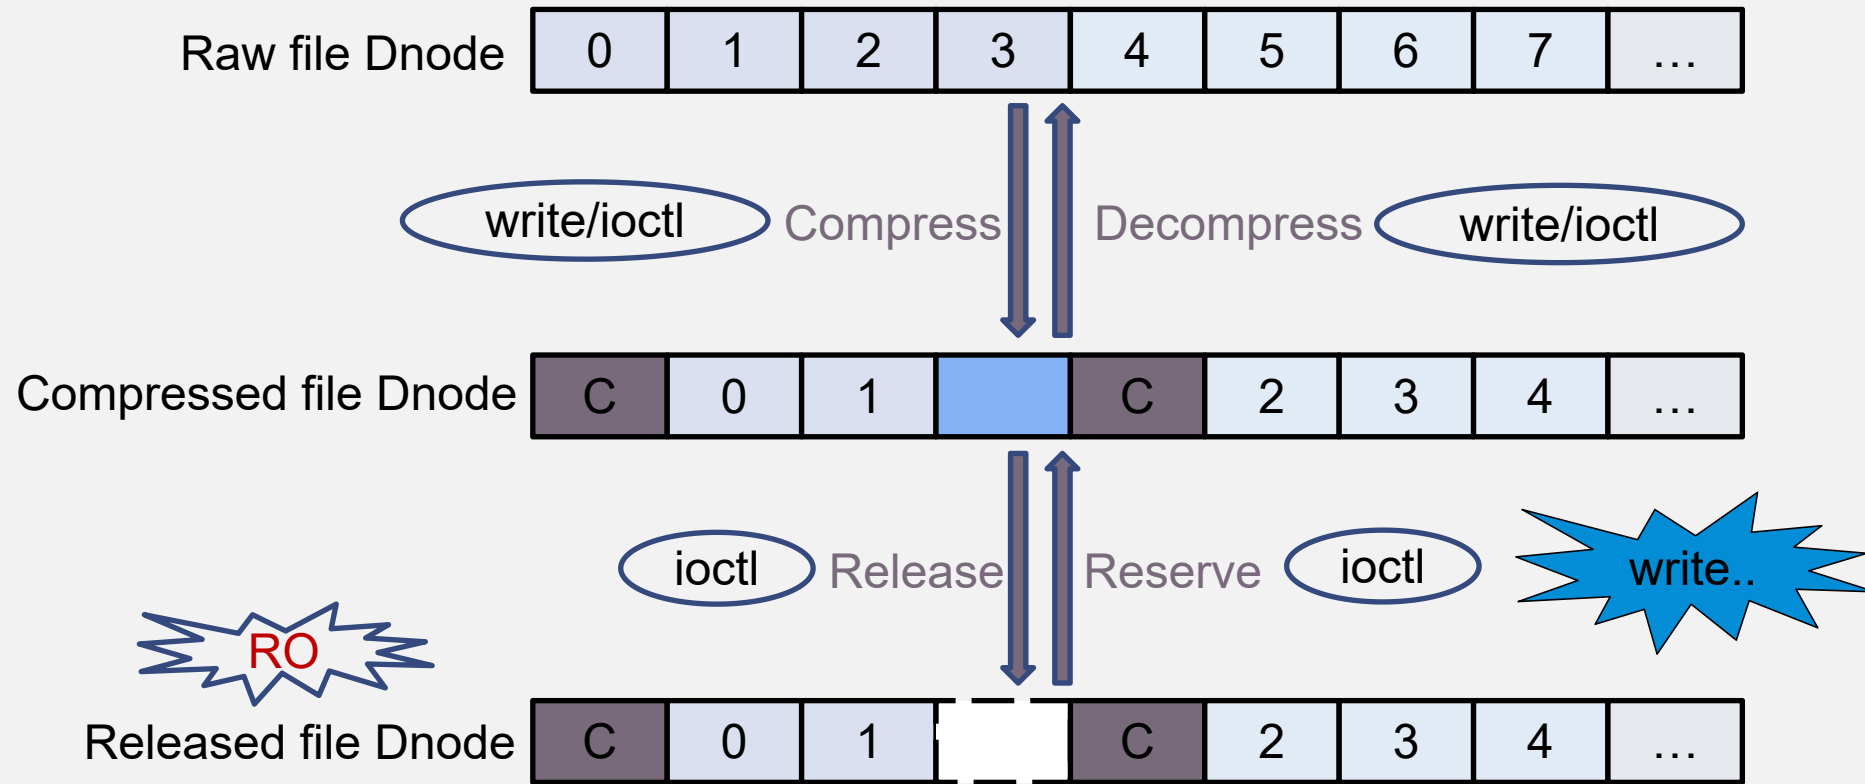 Raw file Dnode 0 1 2 3 4 5 6 7 …
write/ioctl Compress Decompress write/ioctl
Compressed file Dnode C 0 1 C 2 3 4 …
ioctl Release Reserve ioctl write..
RO
Released file Dnode C 0 1 C 2 3 4 …